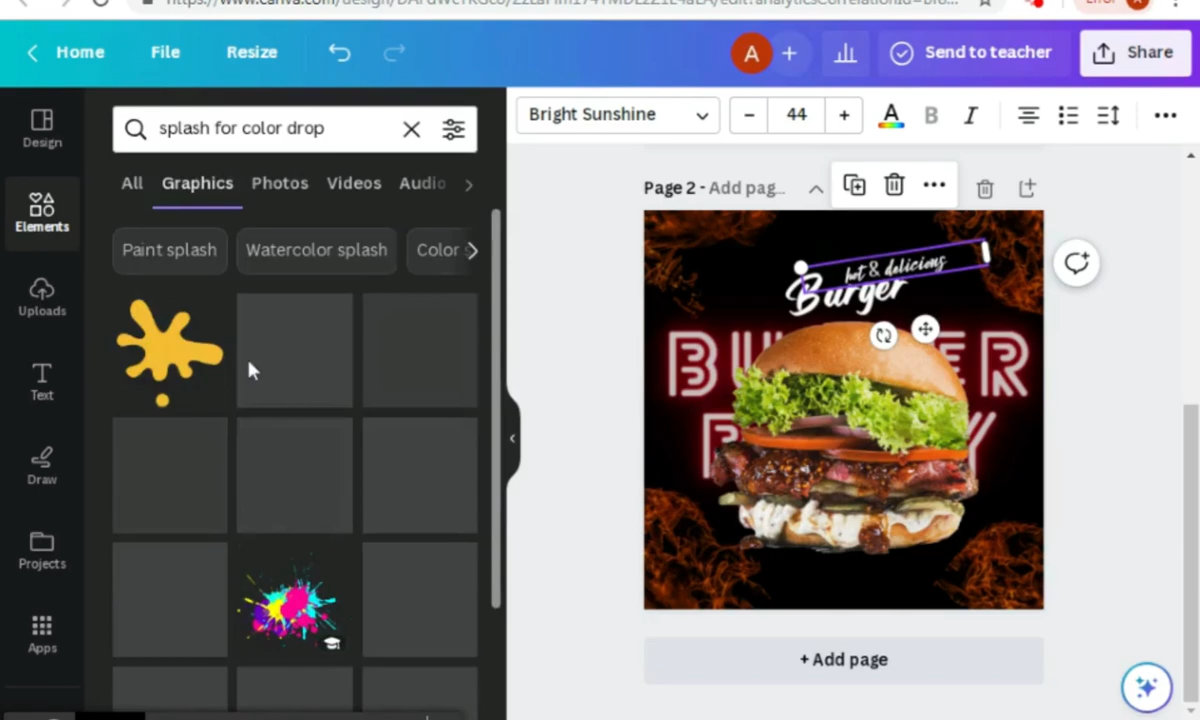 Home File Resize A + Send to teacher Share
Design
Elements
Uploads
Text
Draw
Projects
Apps
splash for color drop
All Graphics Photos Videos Audio
Paint splash Watercolor splash Color
Bright Sunshine - 44 + A B I
Page 2 - Add pag...
hot & delicious
Burger
+ Add page